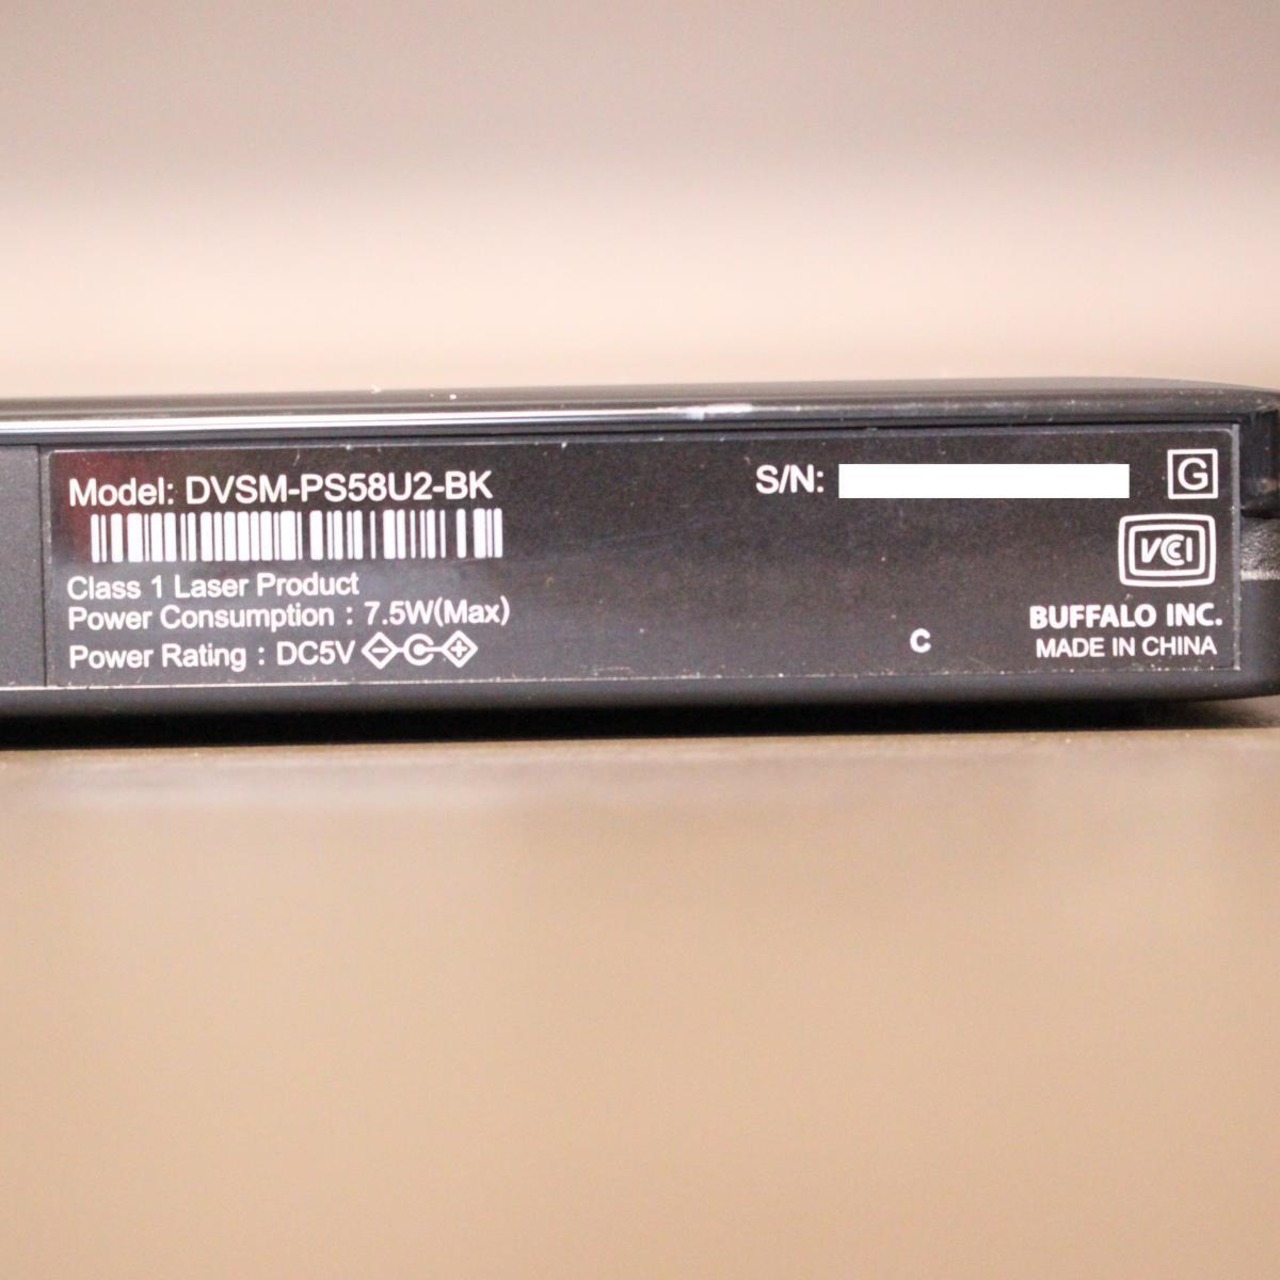 Model: DVSM-PS58U2-BK
S/N:
G
VCCI
Class 1 Laser Product
Power Consumption : 7.5W(Max)
Power Rating : DC5V
C
BUFFALO INC.
MADE IN CHINA